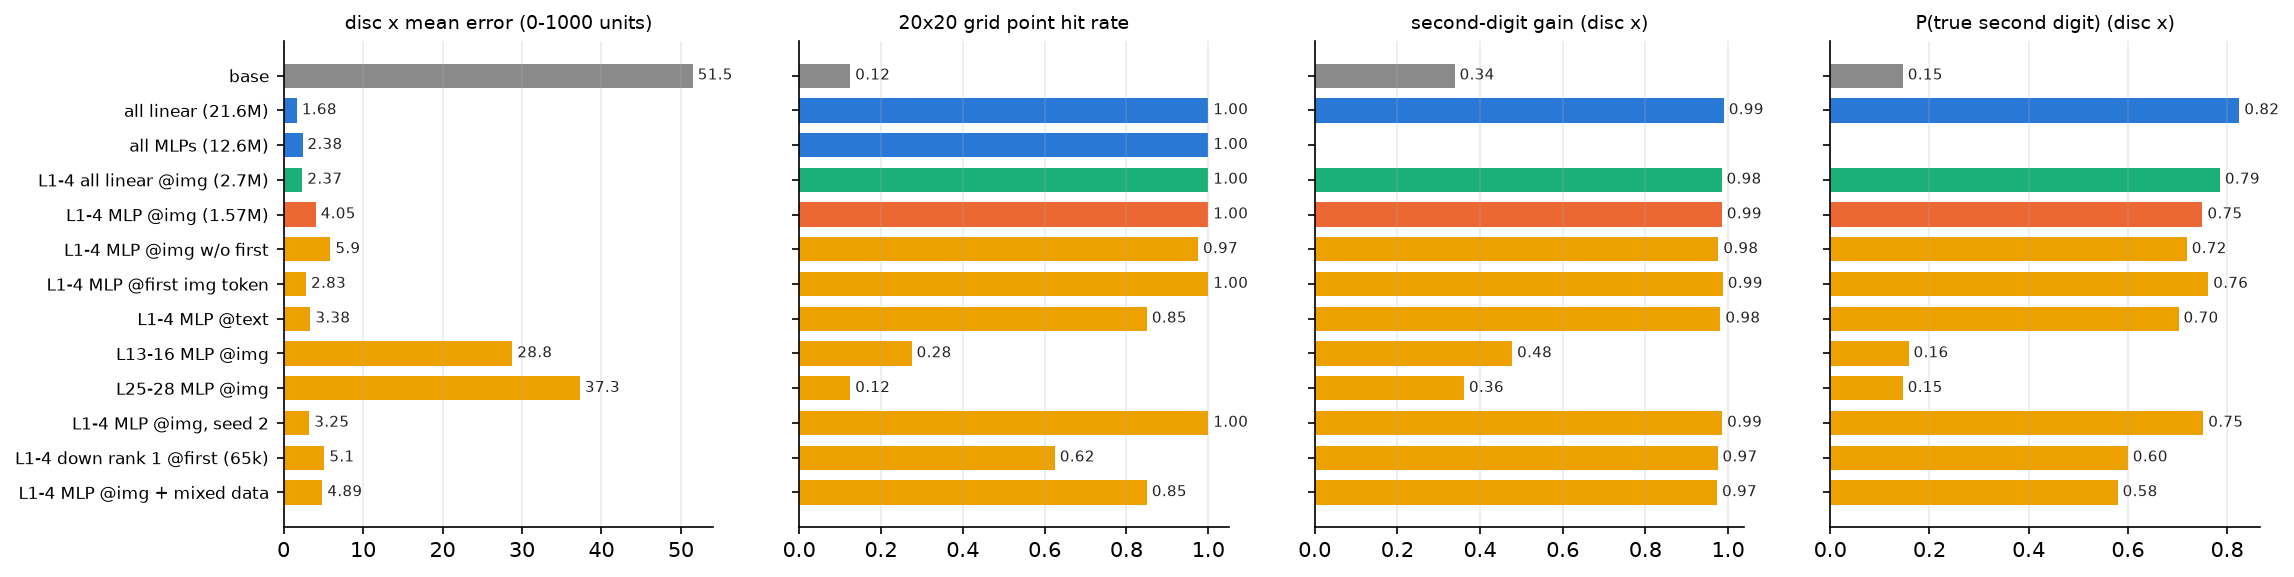 disc x mean error (0-1000 units)
20x20 grid point hit rate
second-digit gain (disc x)
P(true second digit) (disc x)
base 51.5 0.12 0.34 0.15
all linear (21.6M) 1.68 1.00 0.99 0.82
all MLPs (12.6M) 2.38 1.00
L1-4 all linear @img (2.7M) 2.37 1.00 0.98 0.79
L1-4 MLP @img (1.57M) 4.05 1.00 0.99 0.75
L1-4 MLP @img w/o first 5.9 0.97 0.98 0.72
L1-4 MLP @first img token 2.83 1.00 0.99 0.76
L1-4 MLP @text 3.38 0.85 0.98 0.70
L13-16 MLP @img 28.8 0.28 0.48 0.16
L25-28 MLP @img 37.3 0.12 0.36 0.15
L1-4 MLP @img, seed 2 3.25 1.00 0.99 0.75
L1-4 down rank 1 @first (65k) 5.1 0.62 0.97 0.60
L1-4 MLP @img + mixed data 4.89 0.85 0.97 0.58
0 10 20 30 40 50
0.0 0.2 0.4 0.6 0.8 1.0
0.0 0.2 0.4 0.6 0.8 1.0
0.0 0.2 0.4 0.6 0.8